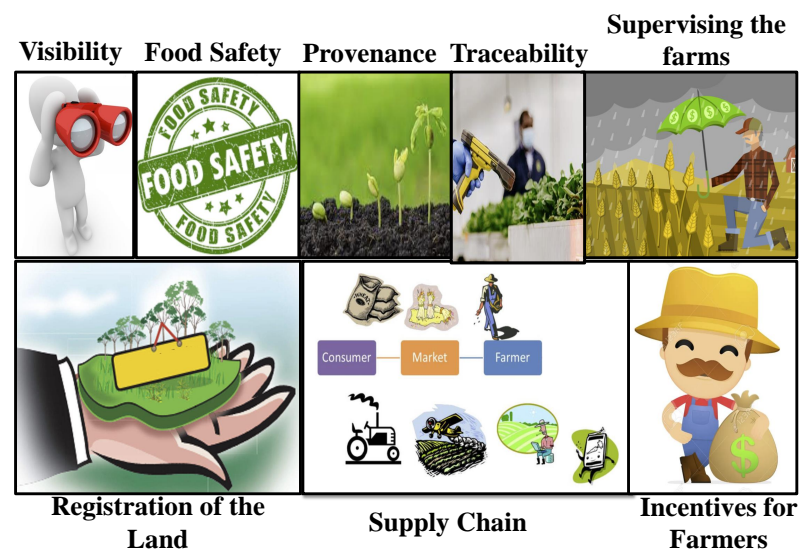 Visibility
Food Safety
Provenance
Traceability
Supervising the
farms
FOOD SAFETY
FOOD SAFETY
FOOD SAFETY
$ $ $ $
Consumer
Market
Farmer
$
Registration of the
Land
Supply Chain
Incentives for
Farmers